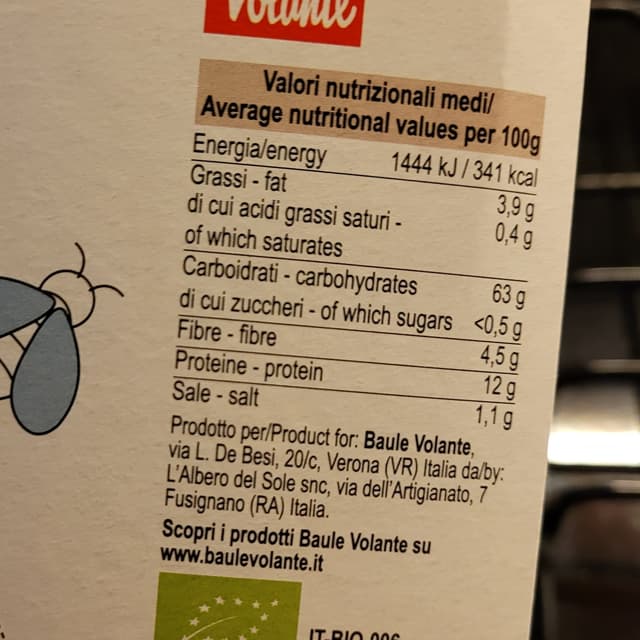 Volante
Valori nutrizionali medi/
Average nutritional values per 100g
Energia/energy 1444 kJ / 341 kcal
Grassi - fat 3,9 g
di cui acidi grassi saturi - 0,4 g
of which saturates
Carboidrati - carbohydrates 63 g
di cui zuccheri - of which sugars <0,5 g
Fibre - fibre 4,5 g
Proteine - protein 12 g
Sale - salt 1,1 g
Prodotto per/Product for: Baule Volante,
via L. De Besi, 20/c, Verona (VR) Italia da/by:
L'Albero del Sole snc, via dell'Artigianato, 7
Fusignano (RA) Italia.
Scopri i prodotti Baule Volante su
www.baulevolante.it
IT-BIO 006